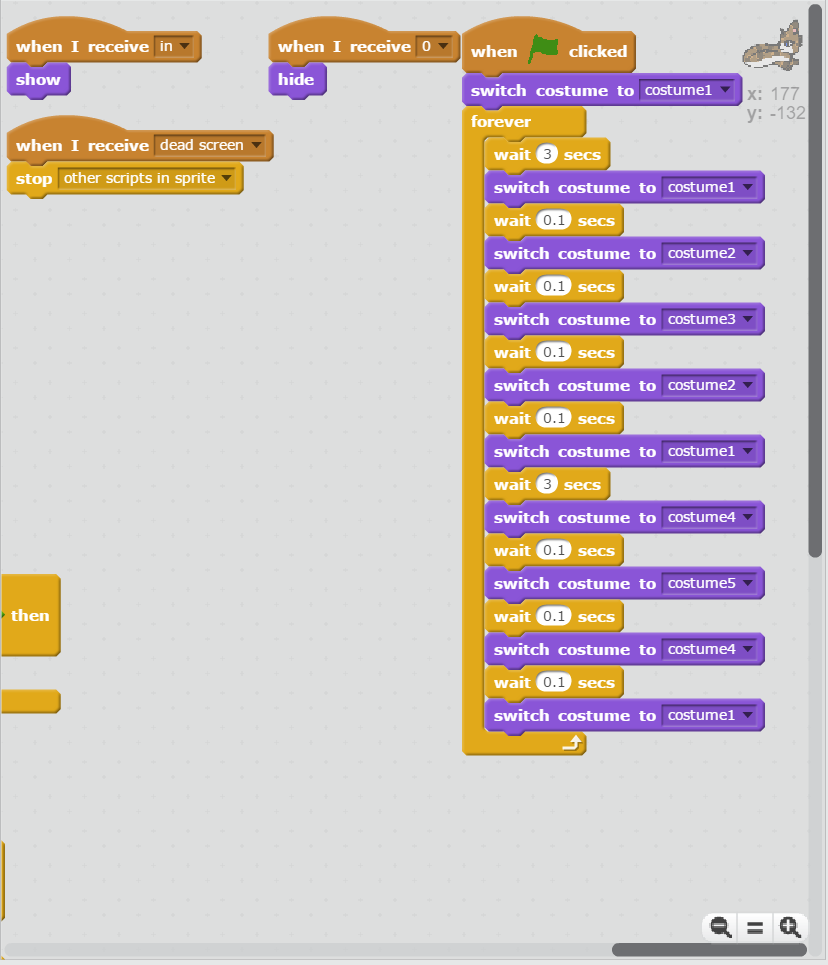 when I receive in
show
when I receive dead screen
stop other scripts in sprite
then
when I receive 0
hide
when clicked
switch costume to costume1
forever
wait 3 secs
switch costume to costume1
wait 0.1 secs
switch costume to costume2
wait 0.1 secs
switch costume to costume3
wait 0.1 secs
switch costume to costume2
wait 0.1 secs
switch costume to costume1
wait 3 secs
switch costume to costume4
wait 0.1 secs
switch costume to costume5
wait 0.1 secs
switch costume to costume4
wait 0.1 secs
switch costume to costume1
x: 177
y: -132